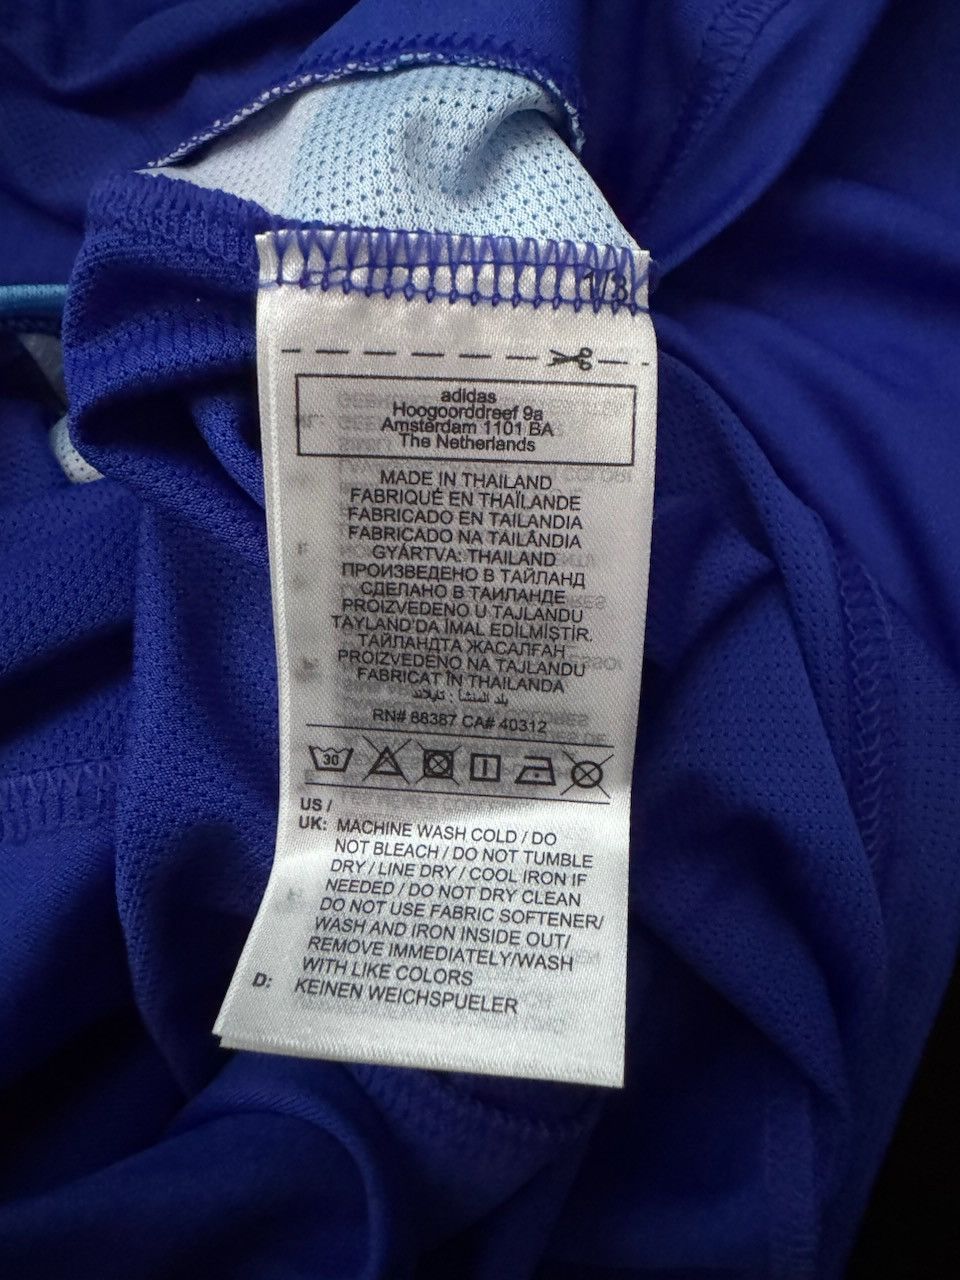 1/3
adidas
Hoogoorddreef 9a
Amsterdam 1101 BA
The Netherlands
MADE IN THAILAND
FABRIQUÉ EN THAÏLANDE
FABRICADO EN TAILANDIA
FABRICADO NA TAILÂNDIA
GYÁRTVA: THAILAND
ПРОИЗВЕДЕНО В ТАЙЛАНД
СДЕЛАНО В ТАИЛАНДЕ
PROIZVEDENO U TAJLANDU
TAYLAND'DA İMAL EDİLMİŞTİR.
ТАЙЛАНДТА ЖАСАЛҒАН
PROIZVEDENO NA TAJLANDU
FABRICAT ÎN THAILANDA
بلد المنشأ : تايلاند
RN# 88387 CA# 40312
30
US /
UK: MACHINE WASH COLD / DO
NOT BLEACH / DO NOT TUMBLE
DRY / LINE DRY / COOL IRON IF
NEEDED / DO NOT DRY CLEAN
DO NOT USE FABRIC SOFTENER/
WASH AND IRON INSIDE OUT/
REMOVE IMMEDIATELY/WASH
WITH LIKE COLORS
D: KEINEN WEICHSPUELER